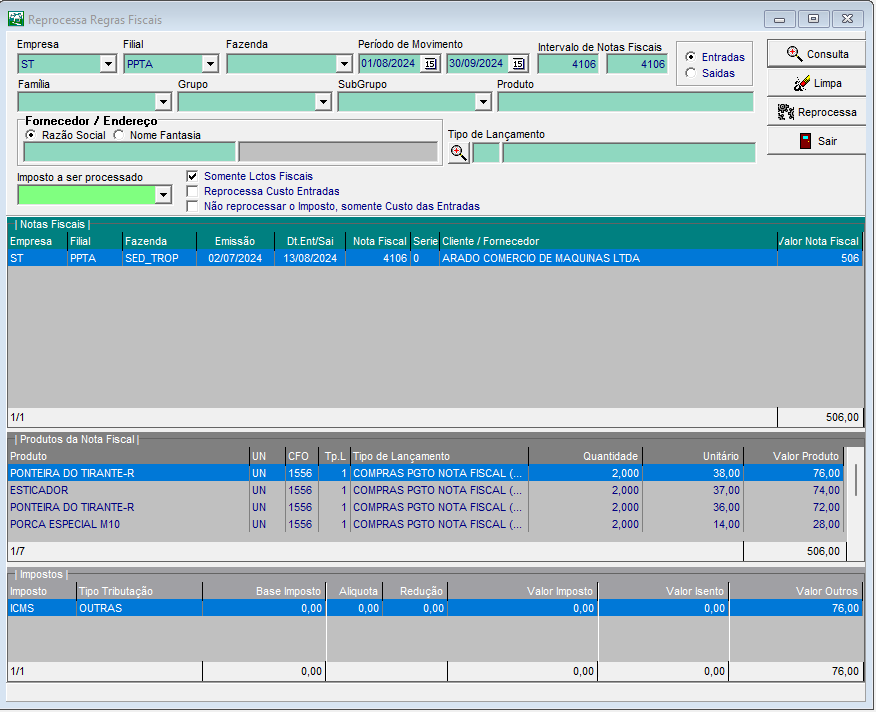 Reprocessa Regras Fiscais
Empresa Filial Fazenda Período de Movimento Intervalo de Notas Fiscais
ST PPTA 01/08/2024 15 30/09/2024 15 4106 4106
Entradas
Saidas
Consulta
Limpa
Reprocessa
Sair
Família Grupo SubGrupo Produto
Fornecedor / Endereço
Razão Social Nome Fantasia
Tipo de Lançamento
Imposto a ser processado
Somente Lctos Fiscais
Reprocessa Custo Entradas
Não reprocessar o Imposto, somente Custo das Entradas
| Notas Fiscais |
Empresa Filial Fazenda Emissão Dt.Ent/Sai Nota Fiscal Serie Cliente / Fornecedor Valor Nota Fiscal
ST PPTA SED_TROP 02/07/2024 13/08/2024 4106 0 ARADO COMERCIO DE MAQUINAS LTDA 506
1/1 506,00
| Produtos da Nota Fiscal |
Produto UN CFO Tp.L Tipo de Lançamento Quantidade Unitário Valor Produto
PONTEIRA DO TIRANTE-R UN 1556 1 COMPRAS PGTO NOTA FISCAL (... 2,000 38,00 76,00
ESTICADOR UN 1556 1 COMPRAS PGTO NOTA FISCAL (... 2,000 37,00 74,00
PONTEIRA DO TIRANTE-R UN 1556 1 COMPRAS PGTO NOTA FISCAL (... 2,000 36,00 72,00
PORCA ESPECIAL M10 UN 1556 1 COMPRAS PGTO NOTA FISCAL (... 2,000 14,00 28,00
1/7 506,00
| Impostos |
Imposto Tipo Tributação Base Imposto Aliquota Redução Valor Imposto Valor Isento Valor Outros
ICMS OUTRAS 0,00 0,00 0,00 0,00 0,00 76,00
1/1 0,00 0,00 0,00 76,00